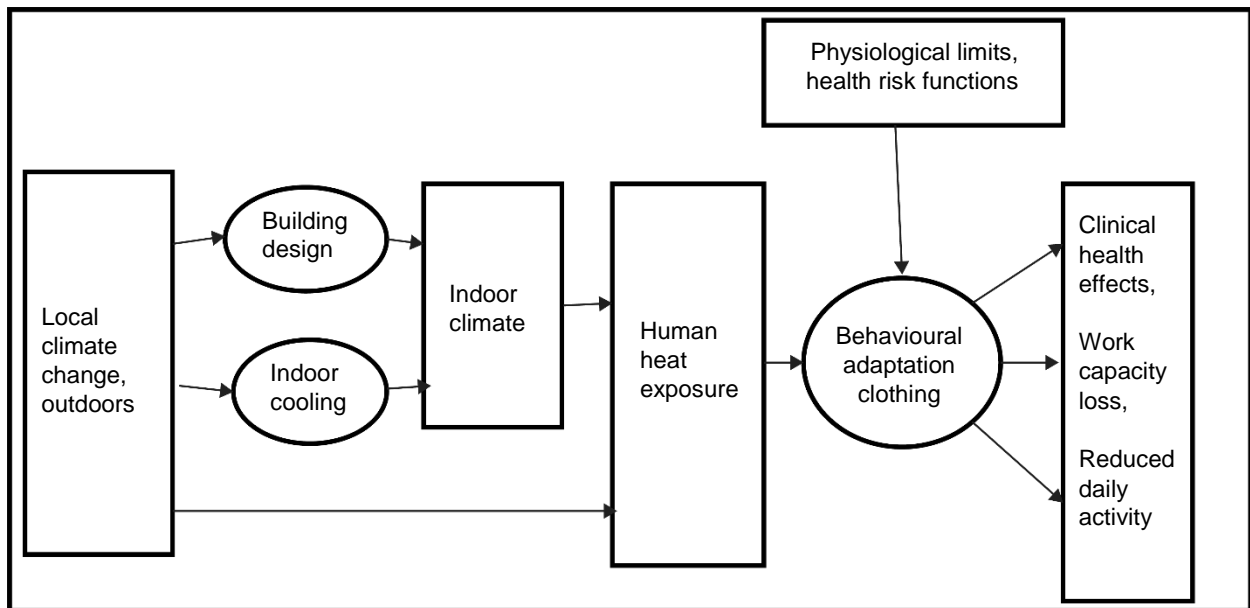 Physiological limits,
health risk functions
Local
climate
change,
outdoors
Building
design
Indoor
cooling
Indoor
climate
Human
heat
exposure
Behavioural
adaptation
clothing
Clinical
health
effects,
Work
capacity
loss,
Reduced
daily
activity